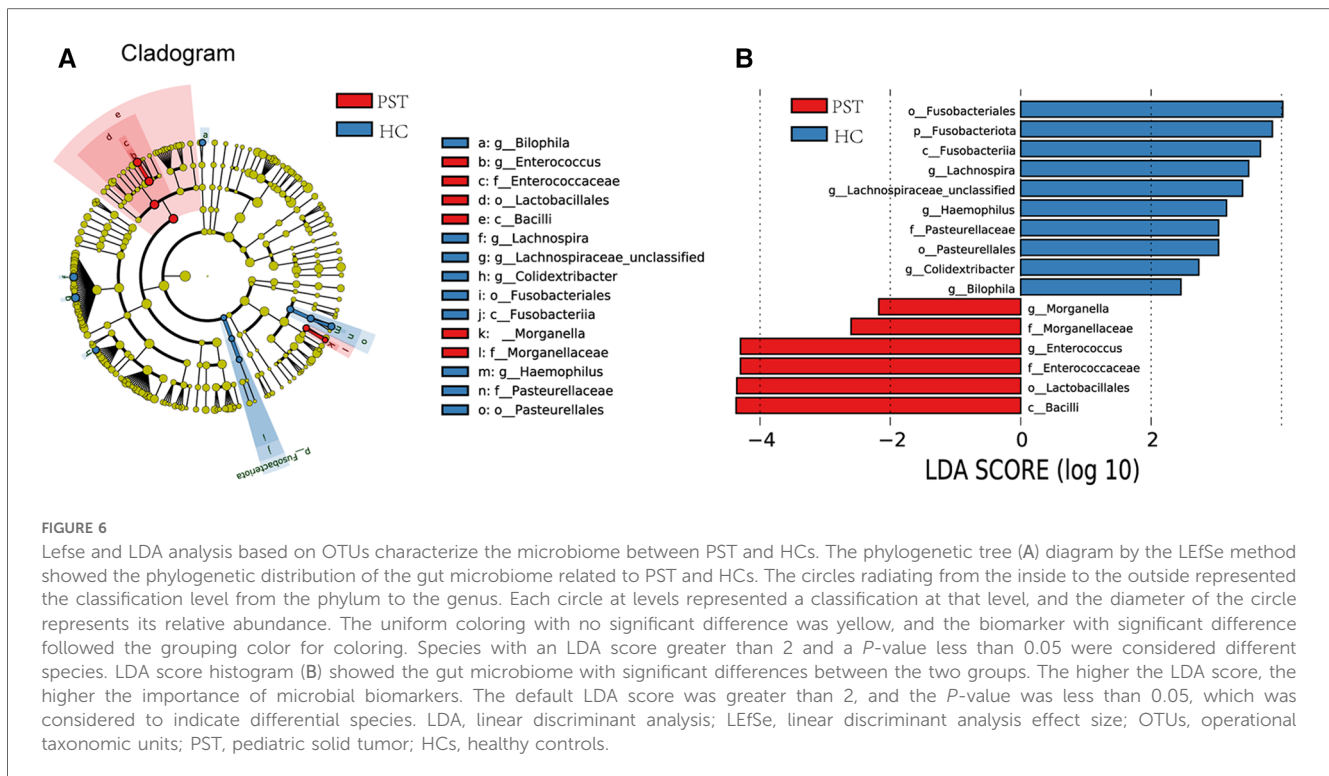 A
Cladogram
PST
HC
e
d
c
b
a
i
j
p__Fusobacteriota
k
l
n
o
a: g__Bilophila
b: g__Enterococcus
c: f__Enterococcaceae
d: o__Lactobacillales
e: c__Bacilli
f: g__Lachnospira
g: g__Lachnospiraceae_unclassified
h: g__Colidextribacter
i: o__Fusobacteriales
j: c__Fusobacteriia
k: __Morganella
l: f__Morganellaceae
m: g__Haemophilus
n: f__Pasteurellaceae
o: o__Pasteurellales
B
PST
HC
o__Fusobacteriales
p__Fusobacteriota
c__Fusobacteriia
g__Lachnospira
g__Lachnospiraceae_unclassified
g__Haemophilus
f__Pasteurellaceae
o__Pasteurellales
g__Colidextribacter
g__Bilophila
g__Morganella
f__Morganellaceae
g__Enterococcus
f__Enterococcaceae
o__Lactobacillales
c__Bacilli
−4 −2 0 2
LDA SCORE (log 10)
FIGURE 6
Lefse and LDA analysis based on OTUs characterize the microbiome between PST and HCs. The phylogenetic tree (A) diagram by the LEfSe method
showed the phylogenetic distribution of the gut microbiome related to PST and HCs. The circles radiating from the inside to the outside represented
the classification level from the phylum to the genus. Each circle at levels represented a classification at that level, and the diameter of the circle
represents its relative abundance. The uniform coloring with no significant difference was yellow, and the biomarker with significant difference
followed the grouping color for coloring. Species with an LDA score greater than 2 and a P-value less than 0.05 were considered different
species. LDA score histogram (B) showed the gut microbiome with significant differences between the two groups. The higher the LDA score, the
higher the importance of microbial biomarkers. The default LDA score was greater than 2, and the P-value was less than 0.05, which was
considered to indicate differential species. LDA, linear discriminant analysis; LEfSe, linear discriminant analysis effect size; OTUs, operational
taxonomic units; PST, pediatric solid tumor; HCs, healthy controls.